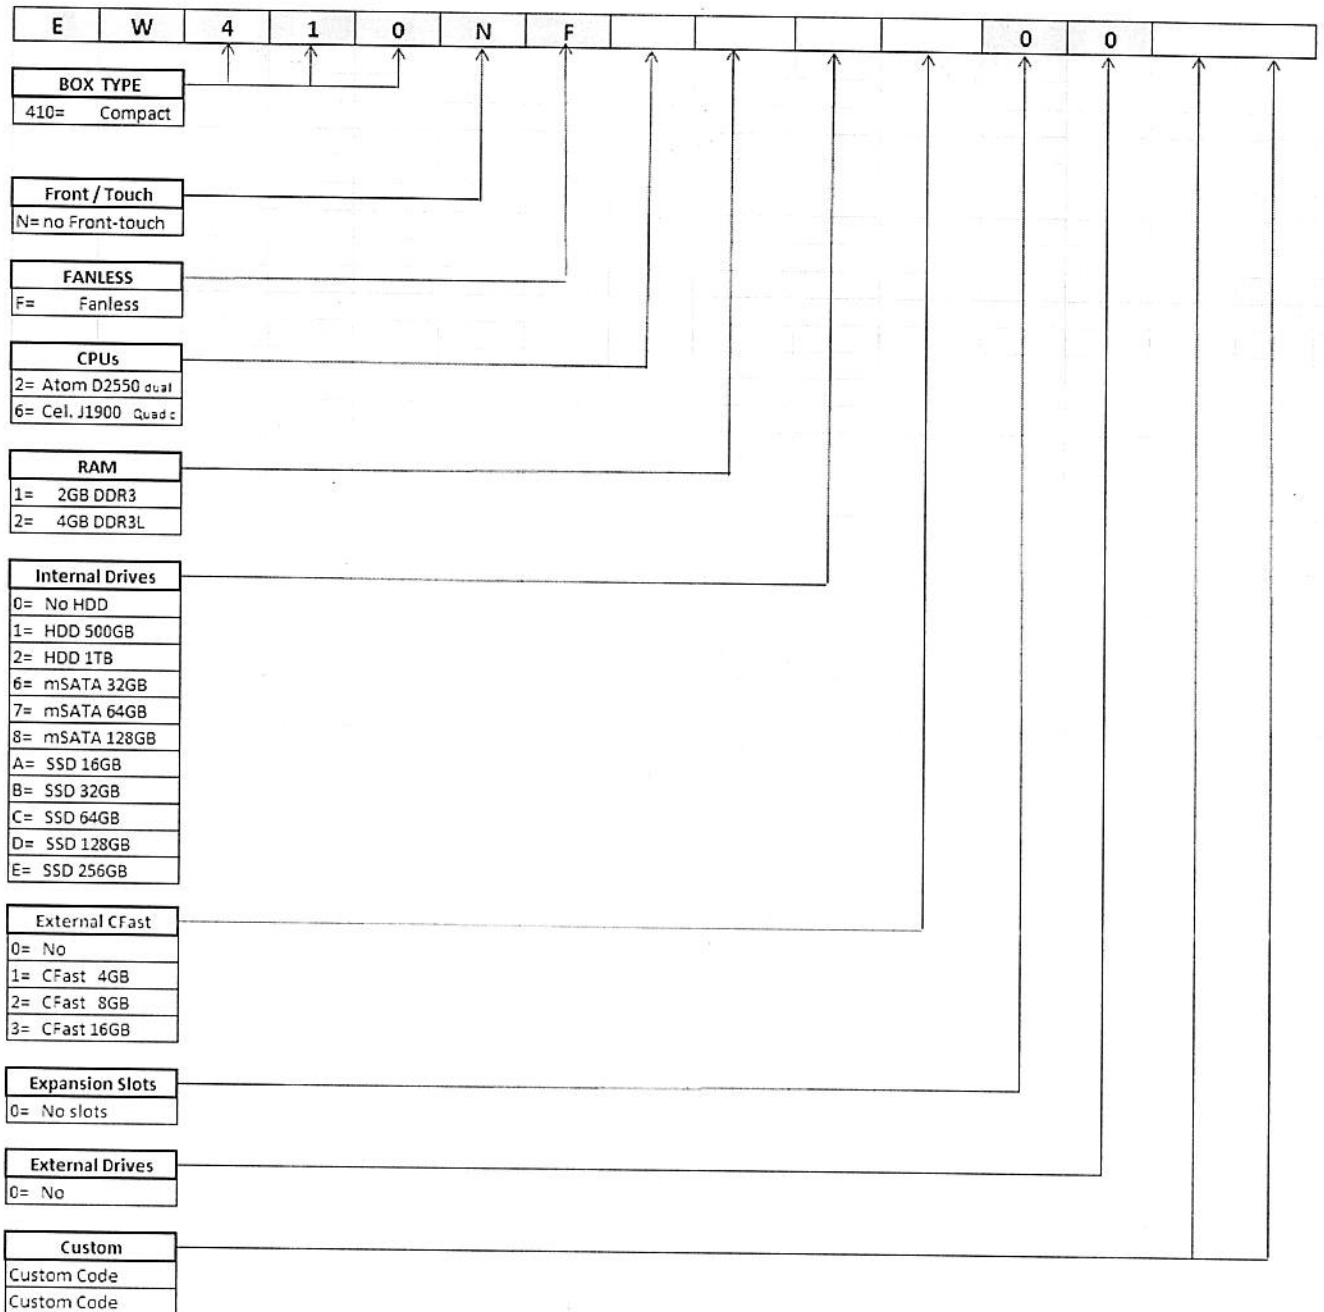 E W 4 1 0 N F 0 0
BOX TYPE
410= Compact
Front / Touch
N= no Front-touch
FANLESS
F= Fanless
CPUs
2= Atom D2550 dual
6= Cel. J1900 Quad c
RAM
1= 2GB DDR3
2= 4GB DDR3L
Internal Drives
0= No HDD
1= HDD 500GB
2= HDD 1TB
6= mSATA 32GB
7= mSATA 64GB
8= mSATA 128GB
A= SSD 16GB
B= SSD 32GB
C= SSD 64GB
D= SSD 128GB
E= SSD 256GB
External CFast
0= No
1= CFast 4GB
2= CFast 8GB
3= CFast 16GB
Expansion Slots
0= No slots
External Drives
0= No
Custom
Custom Code
Custom Code